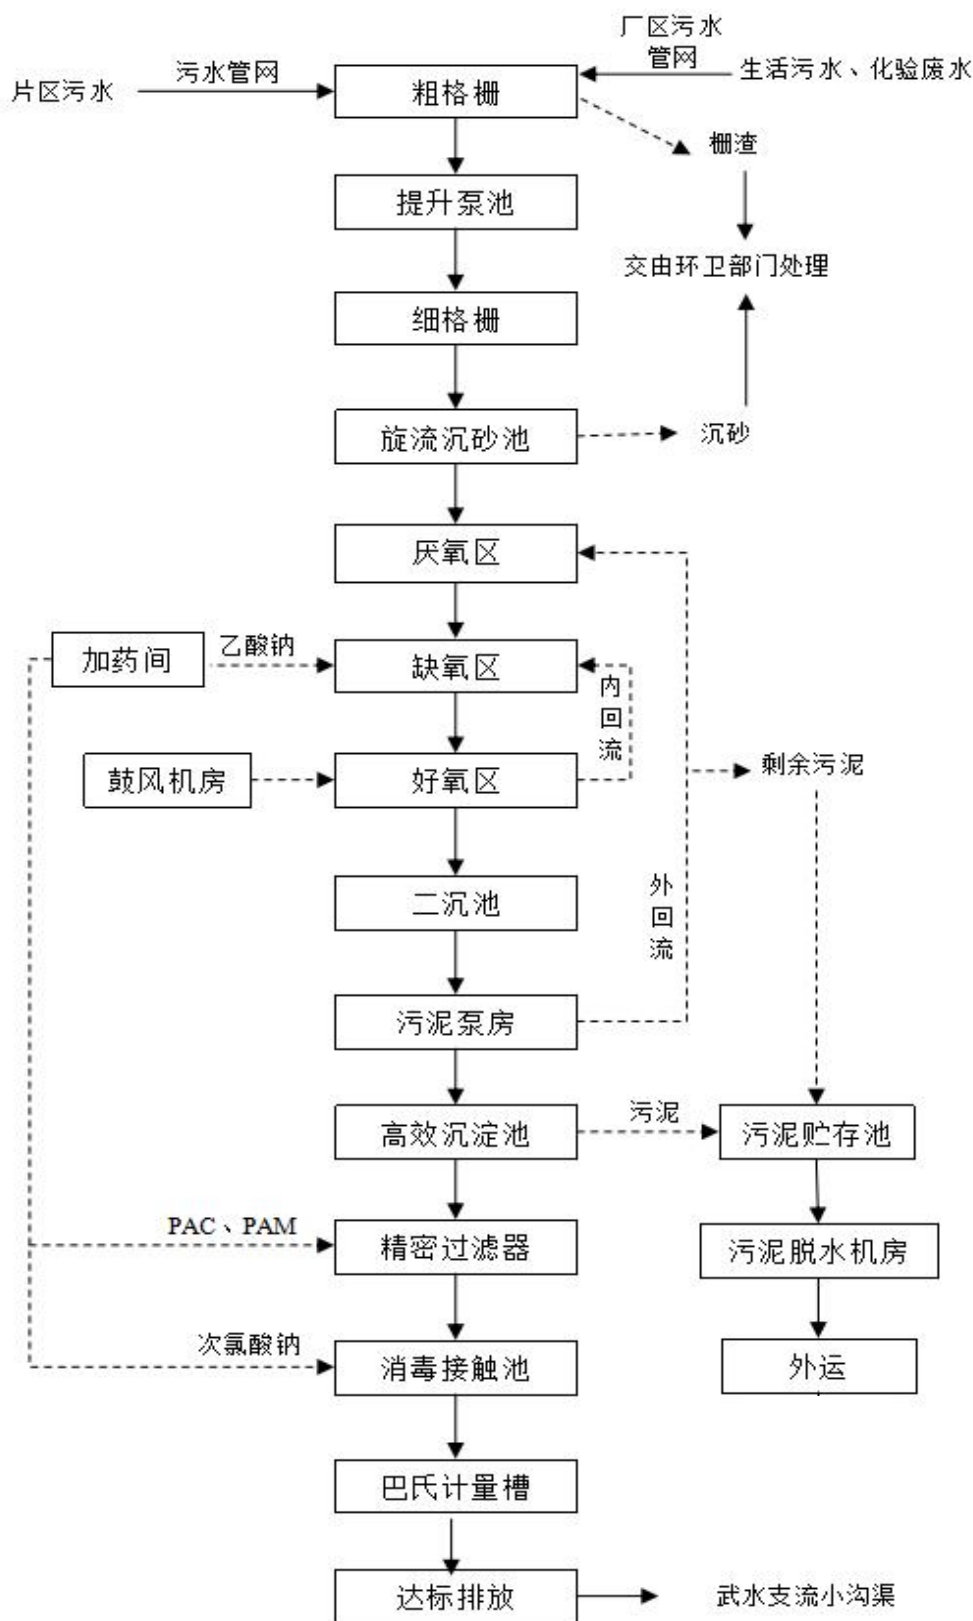 厂区污水
管网
片区污水
污水管网
粗格栅
生活污水、化验废水
栅渣
提升泵池
交由环卫部门处理
细格栅
旋流沉砂池
沉砂
厌氧区
加药间
乙酸钠
缺氧区
内回流
鼓风机房
好氧区
剩余污泥
二沉池
外回流
污泥泵房
高效沉淀池
污泥
污泥贮存池
PAC、PAM
精密过滤器
污泥脱水机房
次氯酸钠
消毒接触池
外运
巴氏计量槽
达标排放
武水支流小沟渠